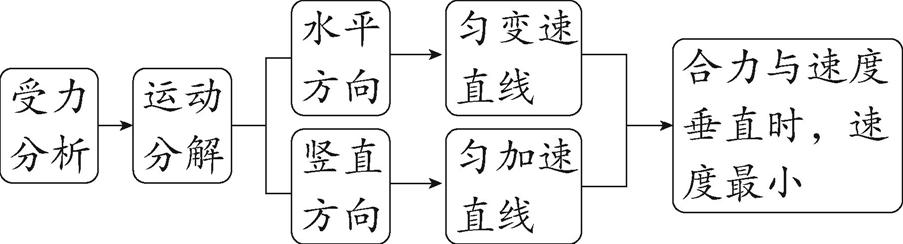 受力
分析
运动
分解
水平
方向
匀变速
直线
竖直
方向
匀加速
直线
合力与速度
垂直时，速
度最小